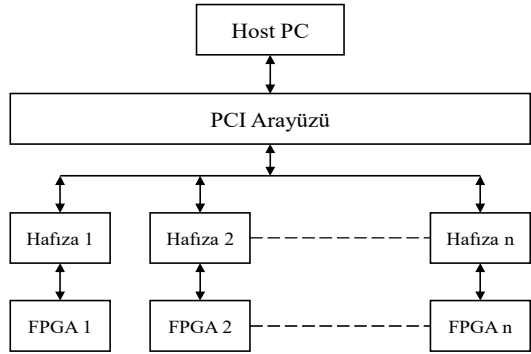 Host PC
PCI Arayüzü
Hafıza 1
Hafıza 2
Hafıza n
FPGA 1
FPGA 2
FPGA n